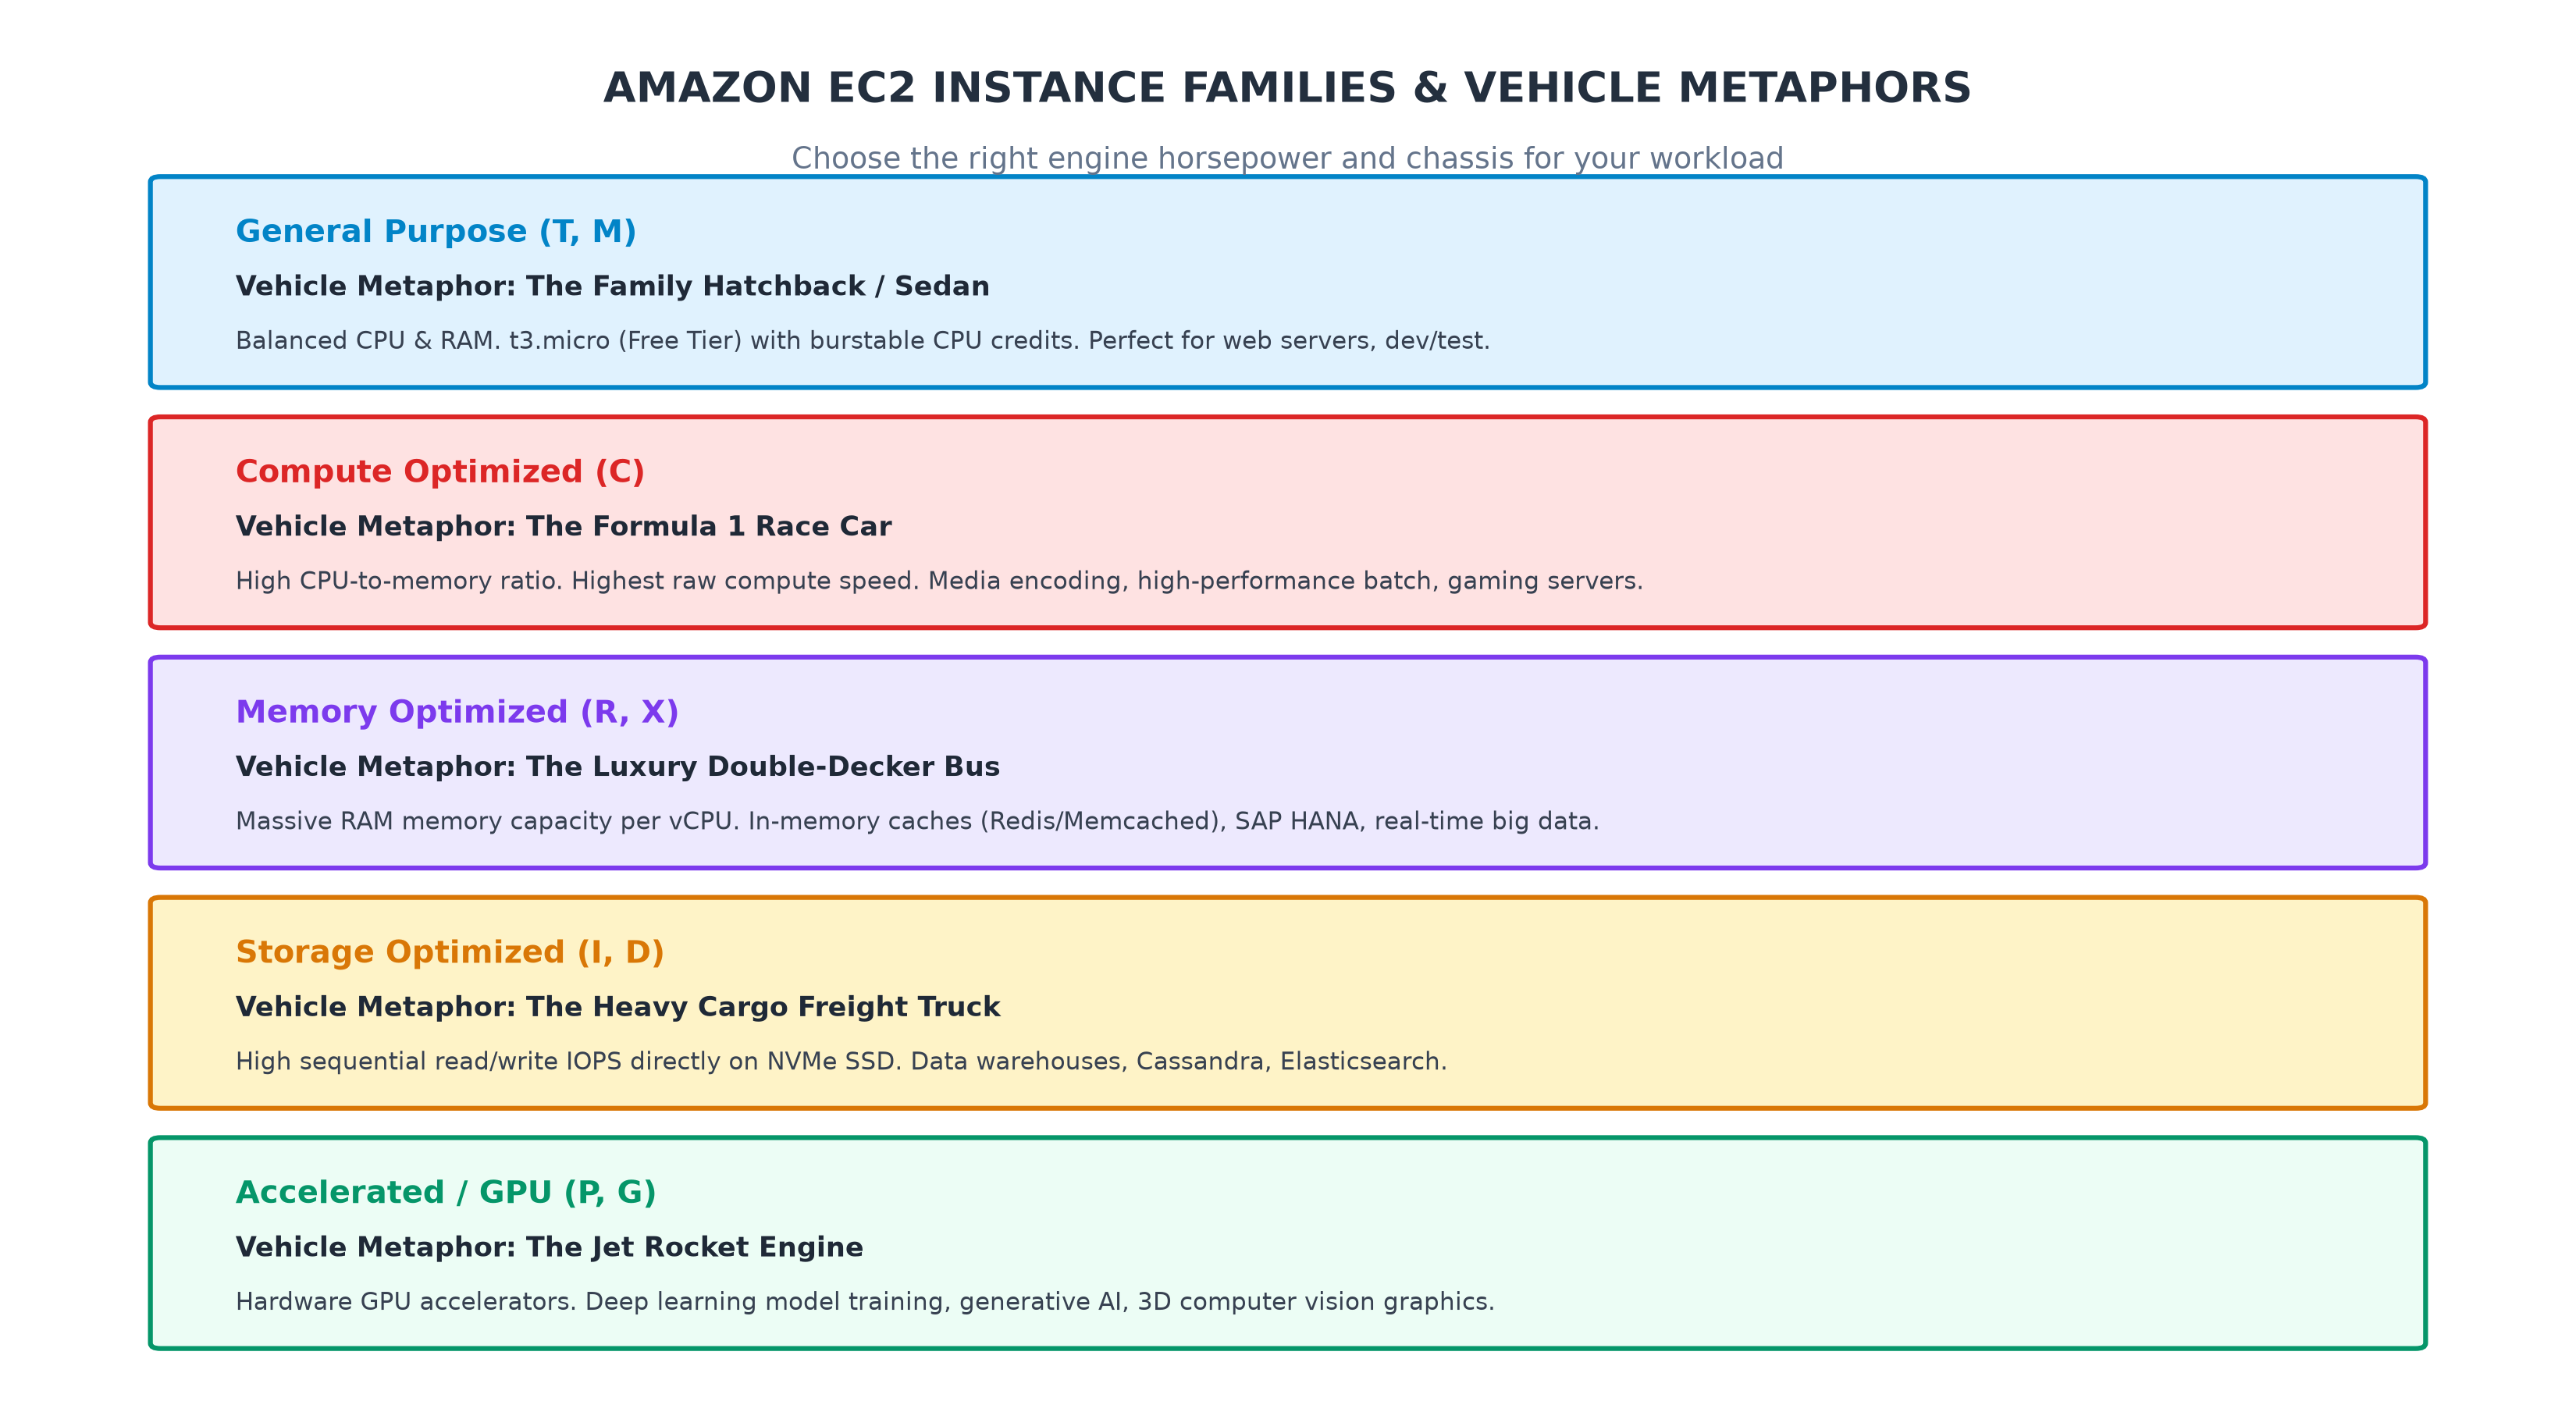 AMAZON EC2 INSTANCE FAMILIES & VEHICLE METAPHORS
Choose the right engine horsepower and chassis for your workload
General Purpose (T, M)
Vehicle Metaphor: The Family Hatchback / Sedan
Balanced CPU & RAM. t3.micro (Free Tier) with burstable CPU credits. Perfect for web servers, dev/test.
Compute Optimized (C)
Vehicle Metaphor: The Formula 1 Race Car
High CPU-to-memory ratio. Highest raw compute speed. Media encoding, high-performance batch, gaming servers.
Memory Optimized (R, X)
Vehicle Metaphor: The Luxury Double-Decker Bus
Massive RAM memory capacity per vCPU. In-memory caches (Redis/Memcached), SAP HANA, real-time big data.
Storage Optimized (I, D)
Vehicle Metaphor: The Heavy Cargo Freight Truck
High sequential read/write IOPS directly on NVMe SSD. Data warehouses, Cassandra, Elasticsearch.
Accelerated / GPU (P, G)
Vehicle Metaphor: The Jet Rocket Engine
Hardware GPU accelerators. Deep learning model training, generative AI, 3D computer vision graphics.